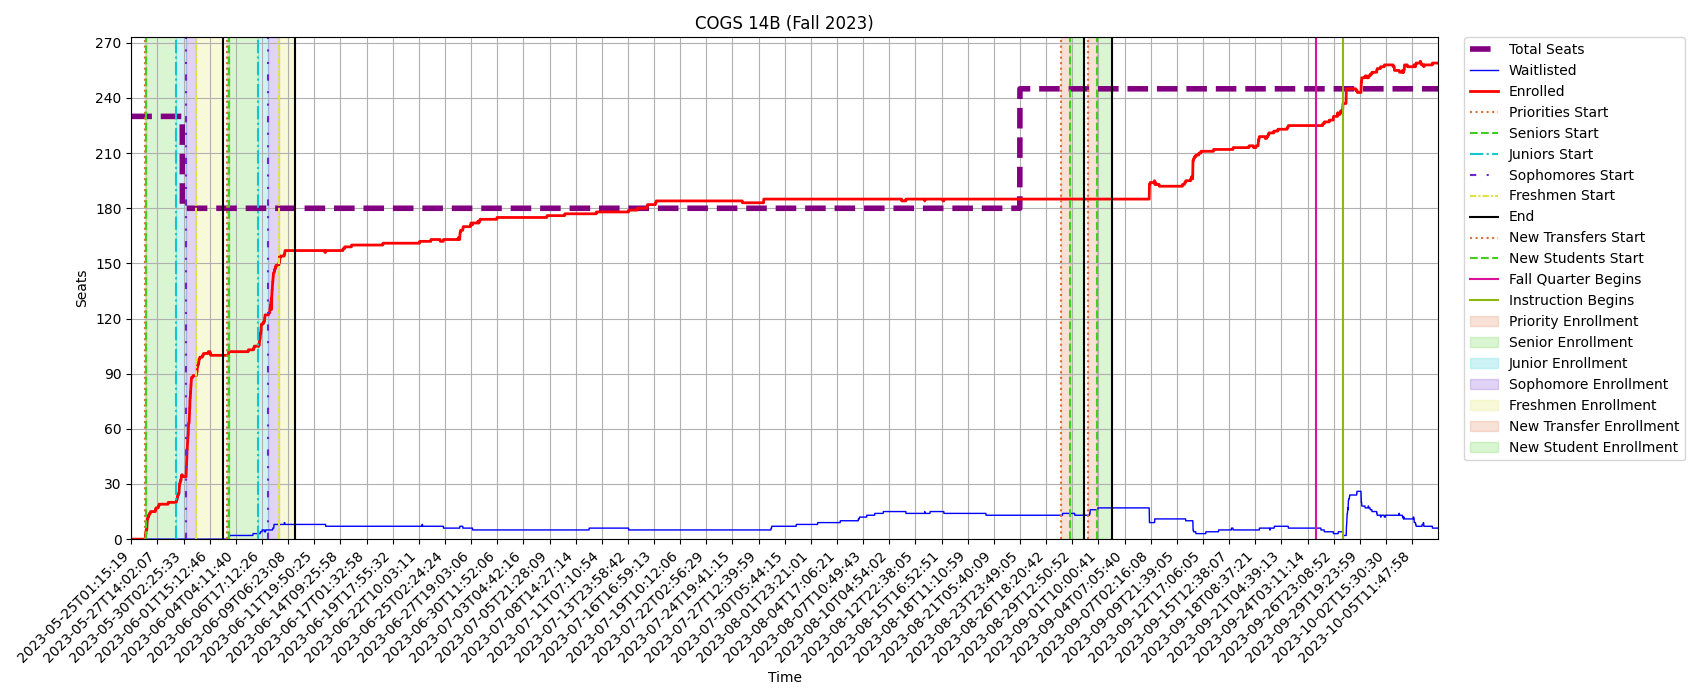 COGS 14B (Fall 2023)
270
240
210
180
150
120
90
60
30
0
Seats
2023-05-25T01:15:19
2023-05-27T14:02:07
2023-05-30T02:25:33
2023-06-01T15:12:46
2023-06-04T04:11:40
2023-06-06T17:12:26
2023-06-09T06:23:08
2023-06-11T19:50:25
2023-06-14T09:25:58
2023-06-17T01:32:58
2023-06-19T17:55:32
2023-06-22T10:03:11
2023-06-25T02:24:24
2023-06-27T19:03:06
2023-06-30T11:52:06
2023-07-03T04:42:16
2023-07-05T21:28:09
2023-07-08T14:27:14
2023-07-11T07:10:54
2023-07-13T23:58:42
2023-07-16T16:59:13
2023-07-19T10:12:06
2023-07-22T02:56:29
2023-07-24T19:41:15
2023-07-27T12:39:59
2023-07-30T05:44:15
2023-08-01T23:21:01
2023-08-04T17:06:21
2023-08-07T10:49:43
2023-08-10T04:54:02
2023-08-12T22:38:05
2023-08-15T16:52:51
2023-08-18T11:10:59
2023-08-21T05:40:09
2023-08-23T23:49:05
2023-08-26T18:20:42
2023-08-29T12:50:52
2023-09-01T10:00:41
2023-09-04T07:05:40
2023-09-07T02:16:08
2023-09-09T21:39:05
2023-09-12T17:06:05
2023-09-15T12:38:07
2023-09-18T08:37:21
2023-09-21T04:39:13
2023-09-24T03:11:14
2023-09-26T23:08:52
2023-09-29T19:23:59
2023-10-02T15:30:30
2023-10-05T11:47:58
Time
Total Seats
Waitlisted
Enrolled
Priorities Start
Seniors Start
Juniors Start
Sophomores Start
Freshmen Start
End
New Transfers Start
New Students Start
Fall Quarter Begins
Instruction Begins
Priority Enrollment
Senior Enrollment
Junior Enrollment
Sophomore Enrollment
Freshmen Enrollment
New Transfer Enrollment
New Student Enrollment